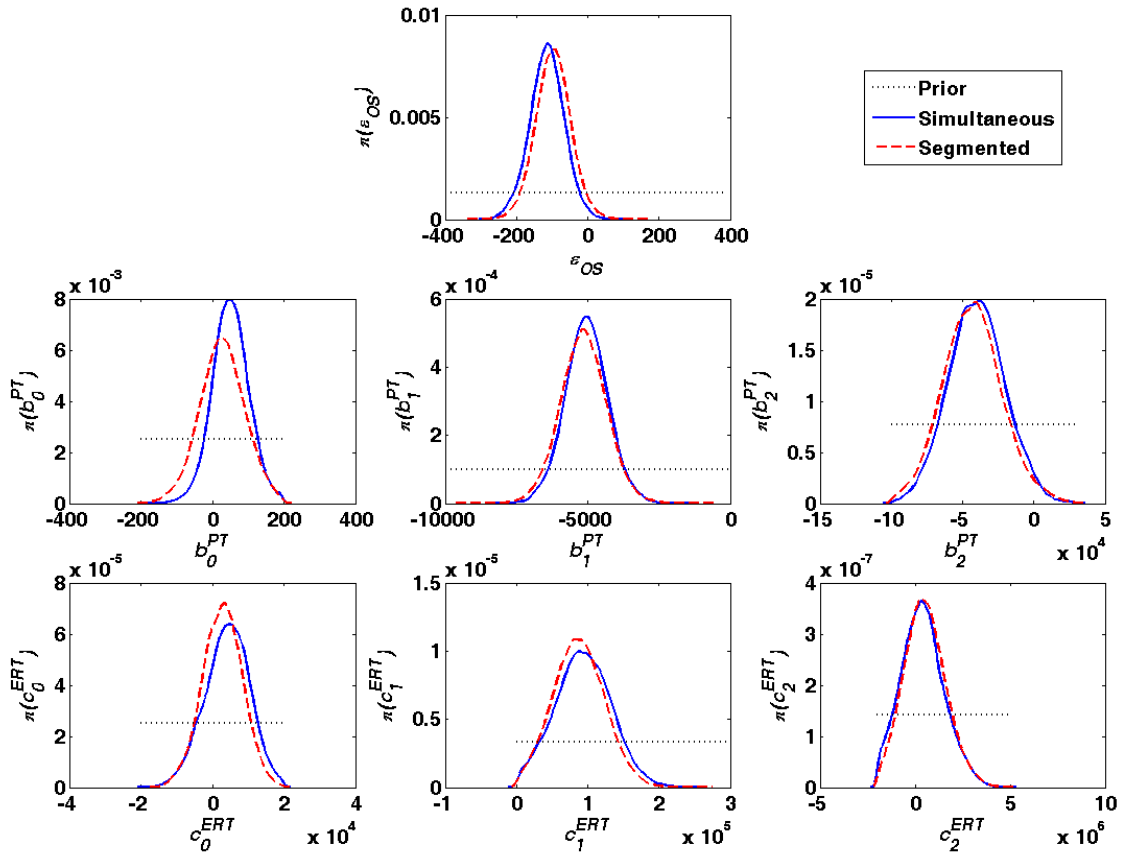 0.01
0.005
0
π(ε_OS)
-400 -200 0 200 400
ε_OS
Prior
Simultaneous
Segmented
8 x 10^-3
6
4
2
0
π(b_0^PT)
-400 -200 0 200 400
b_0^PT
6 x 10^-4
4
2
0
π(b_1^PT)
-10000 -5000 0
b_1^PT
2 x 10^-5
1.5
1
0.5
0
π(b_2^PT)
-15 -10 -5 0 5
b_2^PT x 10^4
8 x 10^-5
6
4
2
0
π(c_0^ERT)
-4 -2 0 2 4
c_0^ERT x 10^4
1.5 x 10^-5
1
0.5
0
π(c_1^ERT)
-1 0 1 2 3
c_1^ERT x 10^5
4 x 10^-7
3
2
1
0
π(c_2^ERT)
-5 0 5 10
c_2^ERT x 10^6